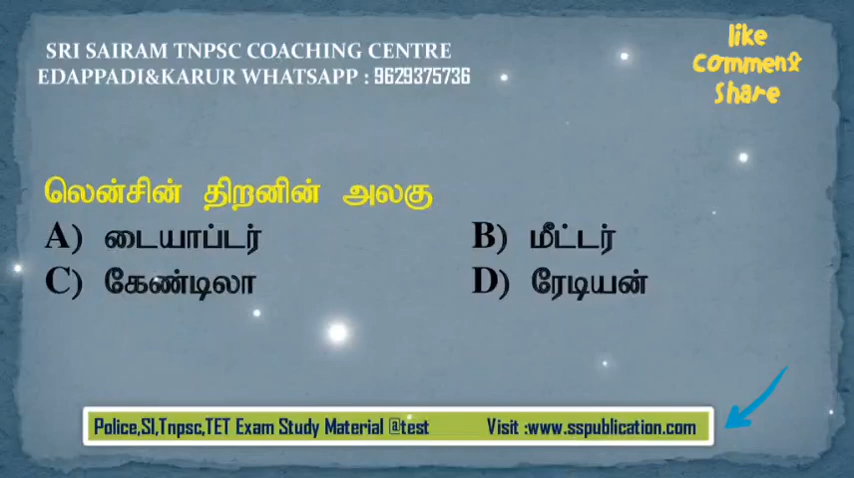 SRI SAIRAM TNPSC COACHING CENTRE
EDAPPADI&KARUR WHATSAPP : 9629375736
like
comment
share
லென்சின் திறனின் அலகு
A) டையாப்டர் B) மீட்டர்
C) கேண்டிலா D) ரேடியன்
Police,SI,Tnpsc,TET Exam Study Material @test Visit :www.sspublication.com